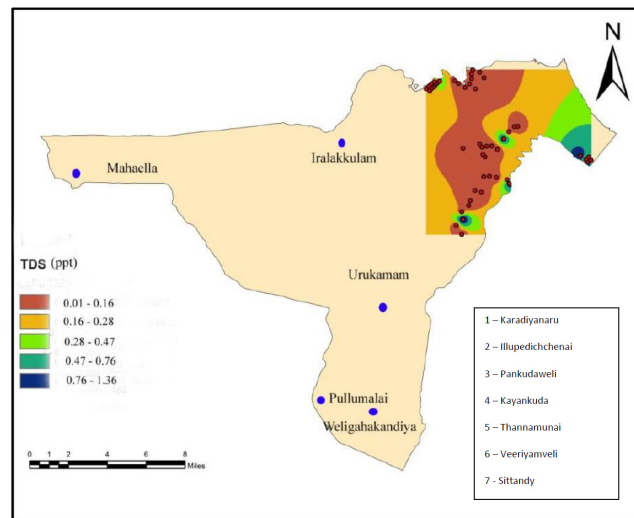 N
Mahaella
Iralakkulam
TDS (ppt)
0.01 - 0.16
0.16 - 0.28
0.28 - 0.47
0.47 - 0.76
0.76 - 1.36
Urukamam
Pullumalai
Weligahakandiya
0 1 2 4 6 8
Miles
1 – Karadiyanaru
2 – Illupedichchenai
3 – Pankudaweli
4 – Kayankuda
5 – Thannamunai
6 – Veeriyamveli
7 - Sittandy